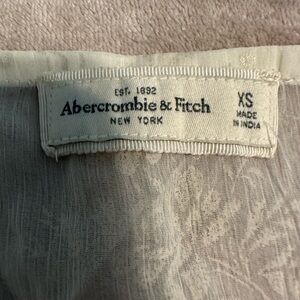 EST. 1892
Abercrombie & Fitch
NEW YORK
XS
MADE
IN INDIA